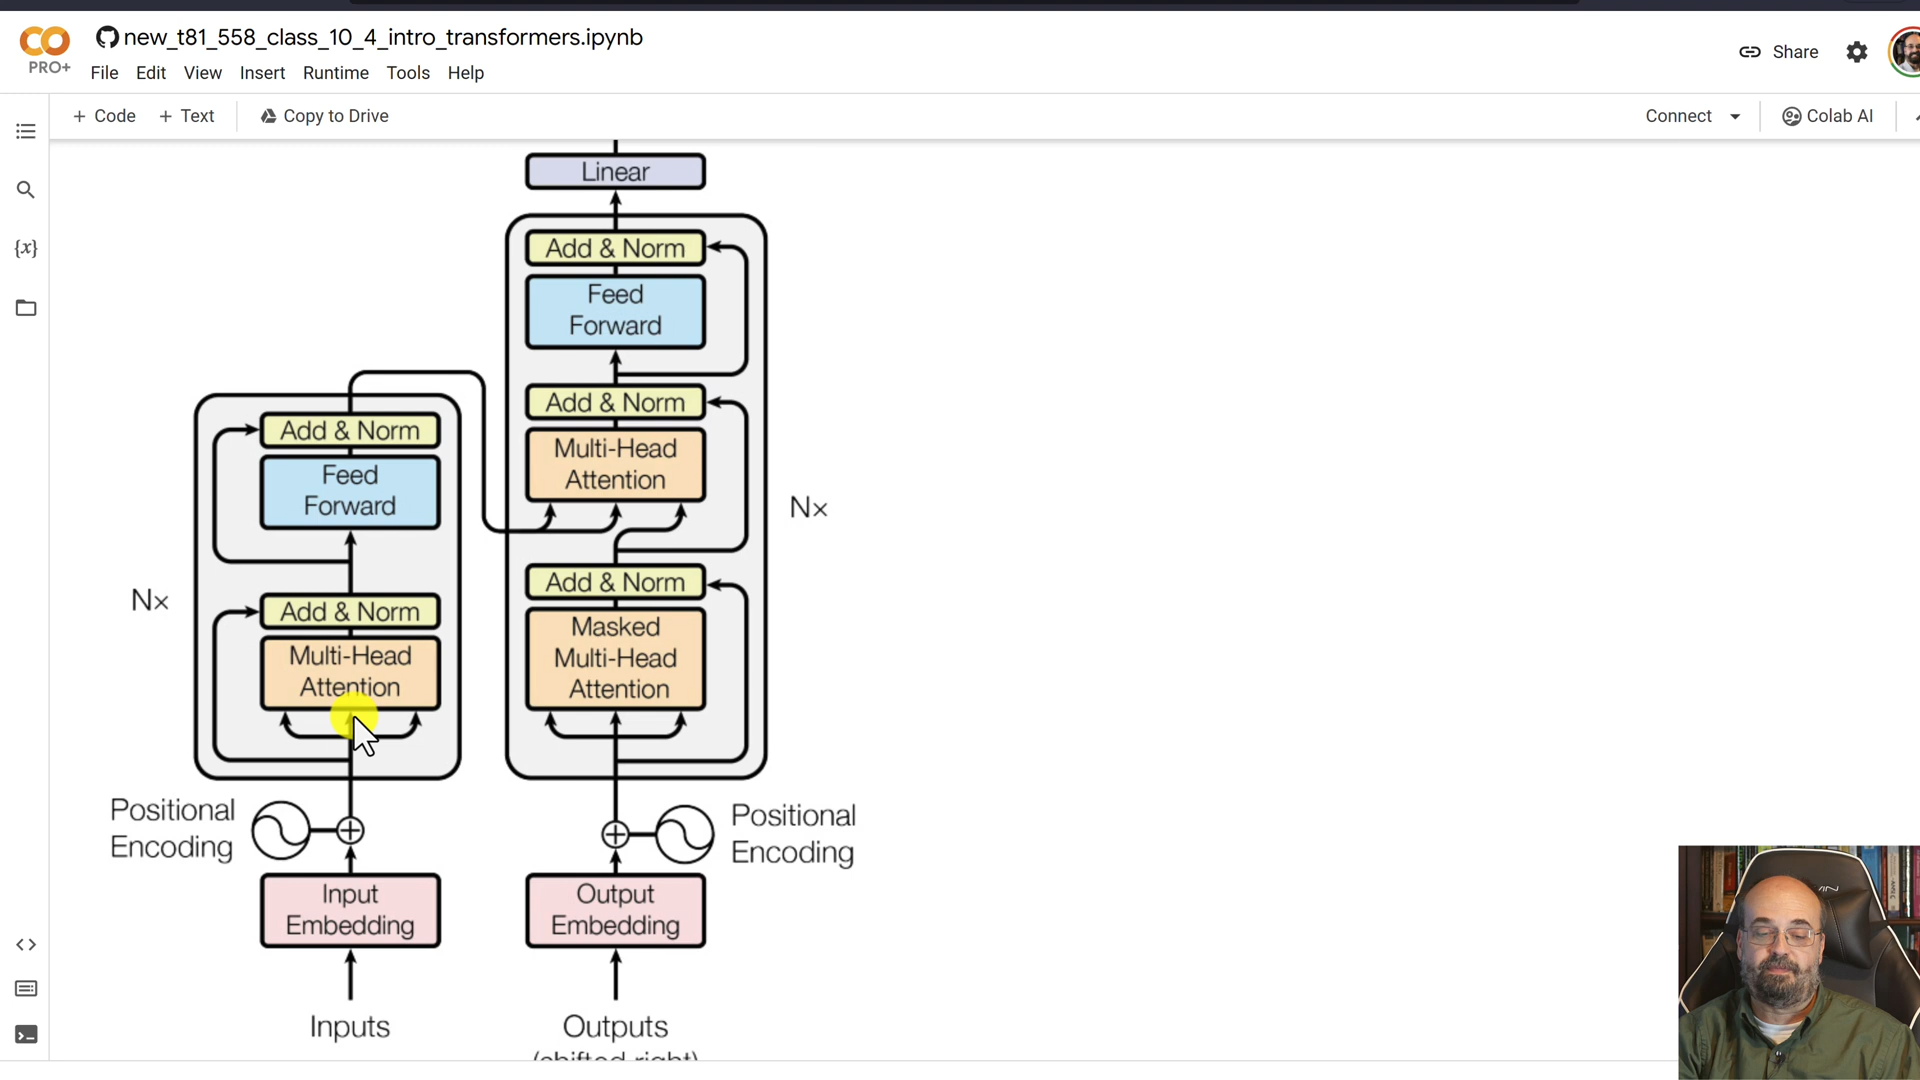 new_t81_558_class_10_4_intro_transformers.ipynb
PRO+
File Edit View Insert Runtime Tools Help
Share
+ Code + Text Copy to Drive
Connect
Colab AI
{x}
Linear
Add & Norm
Feed
Forward
Add & Norm
Multi-Head
Attention
Nx
Add & Norm
Masked
Multi-Head
Attention
Add & Norm
Feed
Forward
Nx
Add & Norm
Multi-Head
Attention
Positional
Encoding
Positional
Encoding
Input
Embedding
Output
Embedding
Inputs
Outputs
(shifted right)